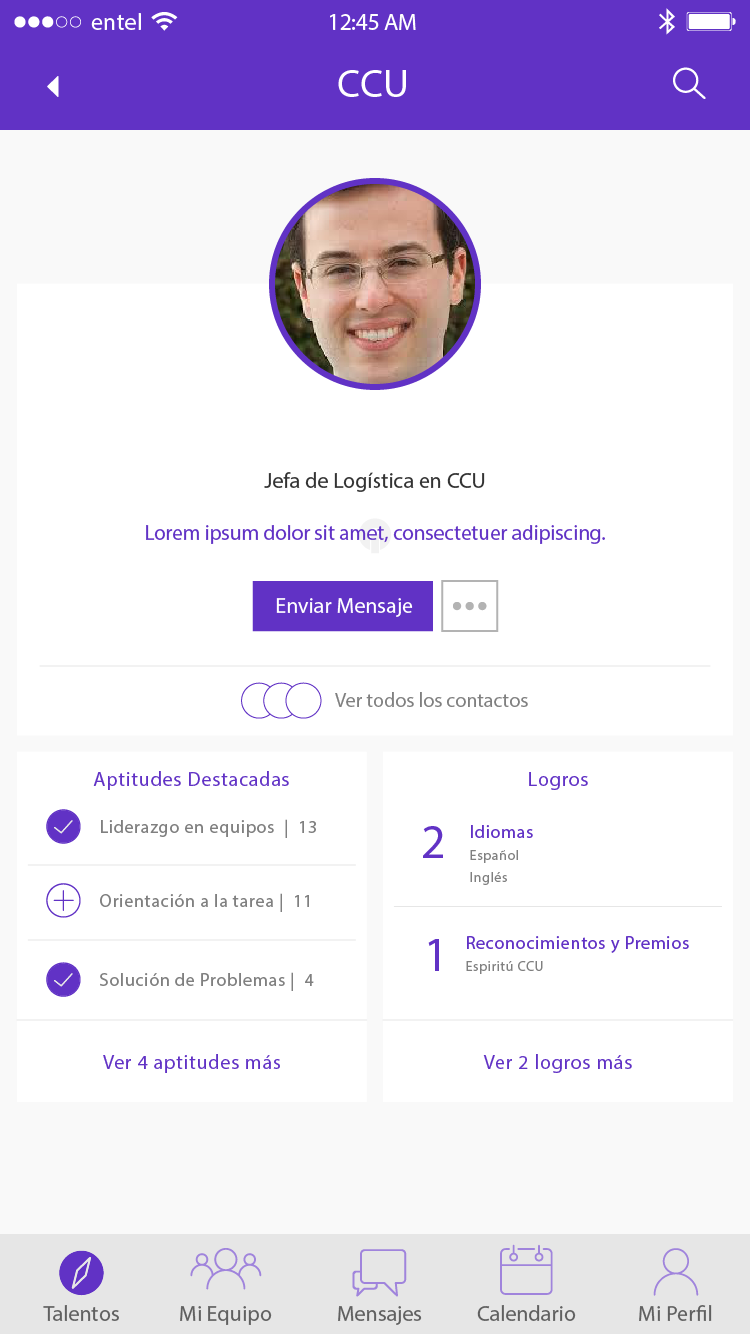 entel 12:45 AM
CCU
Jefa de Logística en CCU
Lorem ipsum dolor sit amet, consectetuer adipiscing.
Enviar Mensaje
Ver todos los contactos
Aptitudes Destacadas
Liderazgo en equipos | 13
Orientación a la tarea | 11
Solución de Problemas | 4
Ver 4 aptitudes más
Logros
2 Idiomas
Español
Inglés
1 Reconocimientos y Premios
Espiritú CCU
Ver 2 logros más
Talentos Mi Equipo Mensajes Calendario Mi Perfil